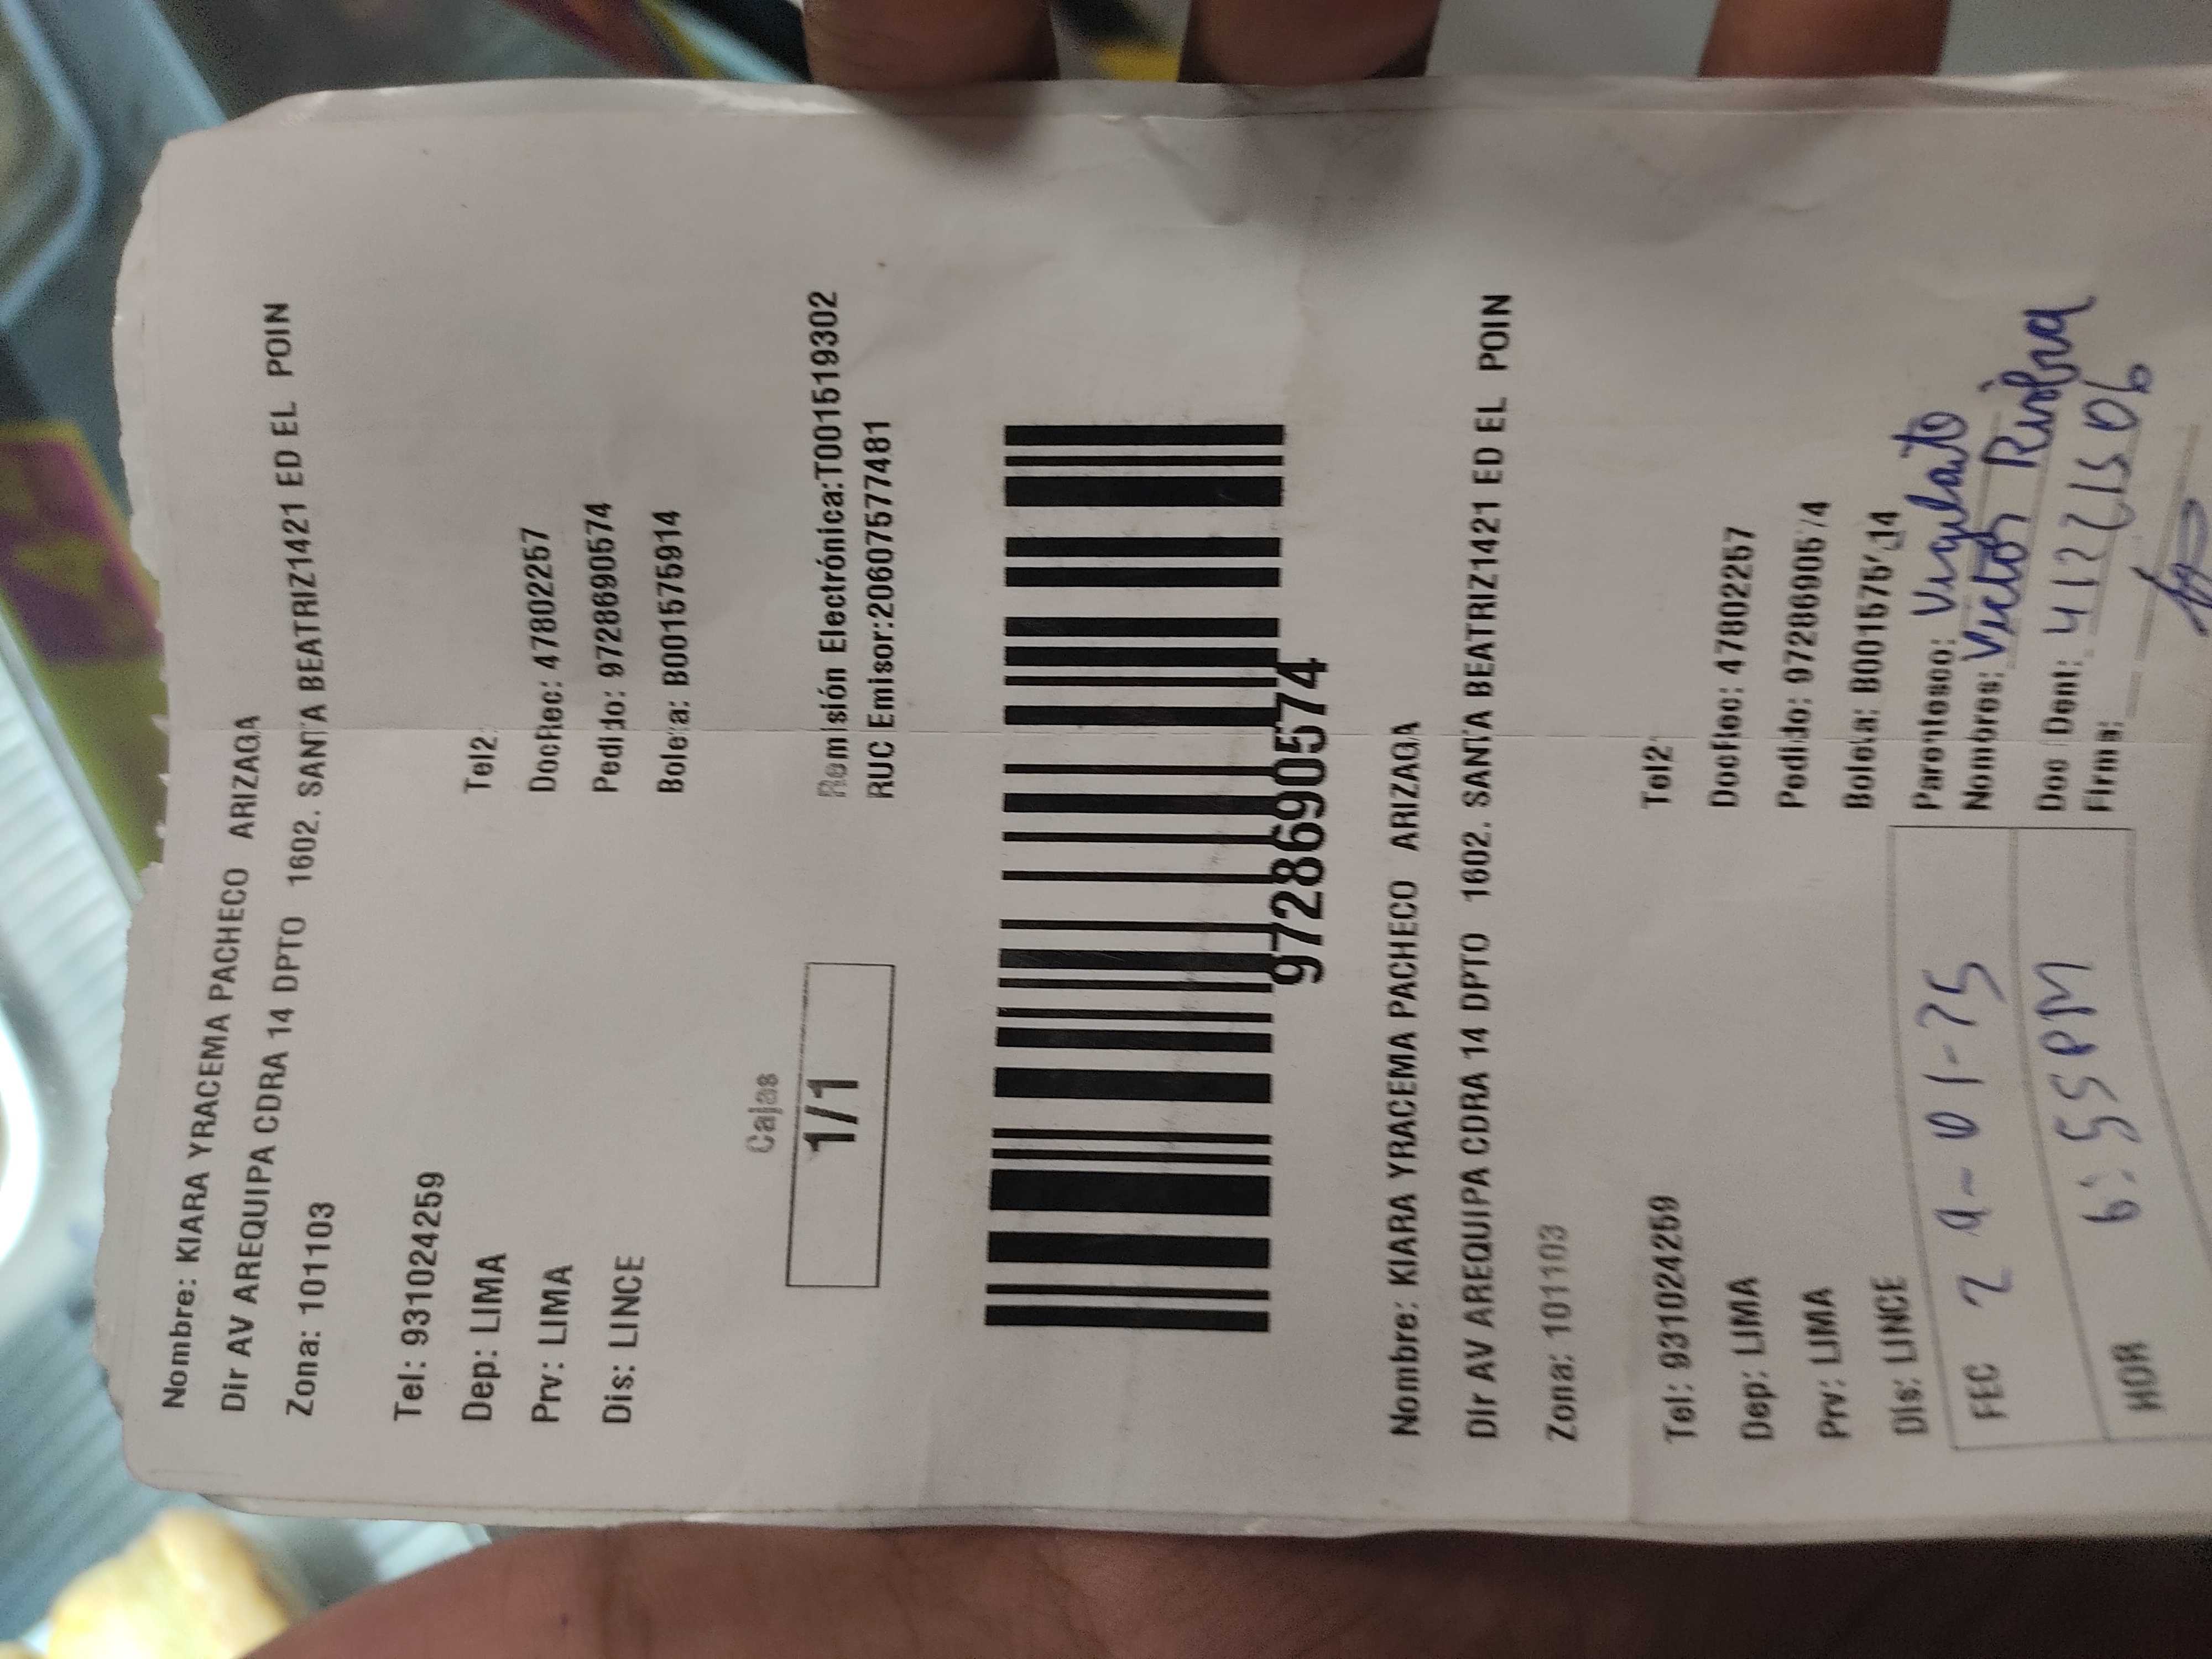 Nombre: KIARA YRACEMA PACHECO ARIZAGA
Dir AV AREQUIPA CDRA 14 DPTO 1602. SANTA BEATRIZ1421 ED EL POIN
Zona: 101103
Tel: 931024259 Tel2:
Dep: LIMA DocRec: 47802257
Prv: LIMA Pedido: 9728690574
Dis: LINCE Boleta: B001575914
Cajas
1/1
Remisión Electrónica:T001519302
RUC Emisor:20607577481
9728690574
Nombre: KIARA YRACEMA PACHECO ARIZAGA
Dir AV AREQUIPA CDRA 14 DPTO 1602. SANTA BEATRIZ1421 ED EL POIN
Zona: 101103
Tel: 931024259 Tel2
Dep: LIMA DocRec: 47802257
Prv: LIMA Pedido: 9728690574
Dis: LINCE Boleta: B001575914
FEC 29-01-25 Parentesco: Vigilante
Nombres: Victor
HOR 6:55PM Doc Dent:
Firma: